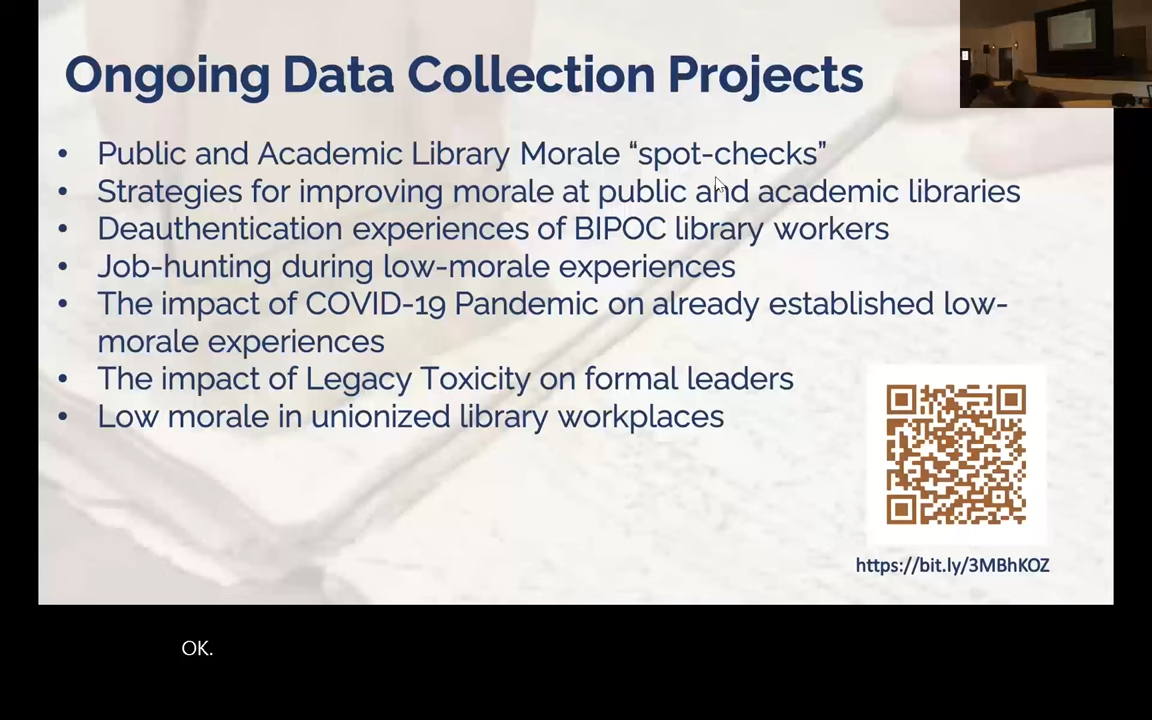 Ongoing Data Collection Projects
• Public and Academic Library Morale “spot-checks”
• Strategies for improving morale at public and academic libraries
• Deauthentication experiences of BIPOC library workers
• Job-hunting during low-morale experiences
• The impact of COVID-19 Pandemic on already established low-
morale experiences
• The impact of Legacy Toxicity on formal leaders
• Low morale in unionized library workplaces
https://bit.ly/3MBhKOZ
OK.